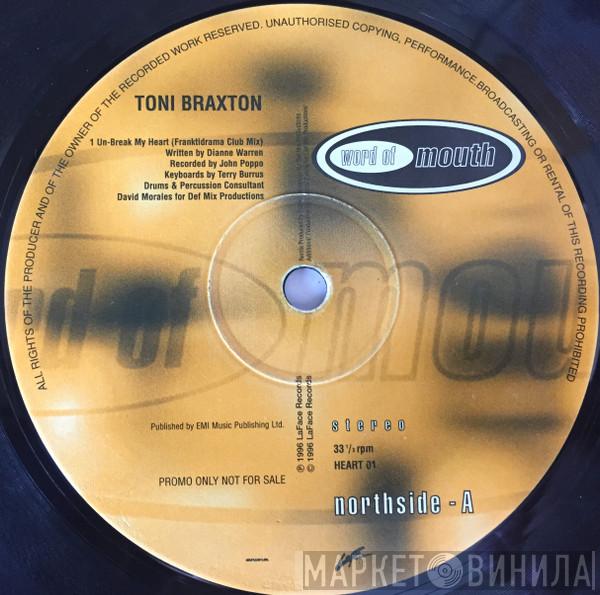 ALL RIGHTS OF THE PRODUCER AND OF THE OWNER OF THE RECORDED WORK RESERVED. UNAUTHORISED COPYING, PERFORMANCE.BROADCASTING OR RENTAL OF THIS RECORDING PROHIBITED
TONI BRAXTON
1 Un-Break My Heart (Franktidrama Club Mix)
Written by Dianne Warren
Recorded by John Poppo
Keyboards by Terry Burrus
Drums & Percussion Consultant
David Morales for Def Mix Productions
word of mouth
d of mou
Published by EMI Music Publishing Ltd.
℗ 1996 LaFace Records
© 1996 LaFace Records
stereo
33 1/3 rpm
HEART 01
PROMO ONLY NOT FOR SALE
northside - A
МАРКЕТ ВИНИЛА